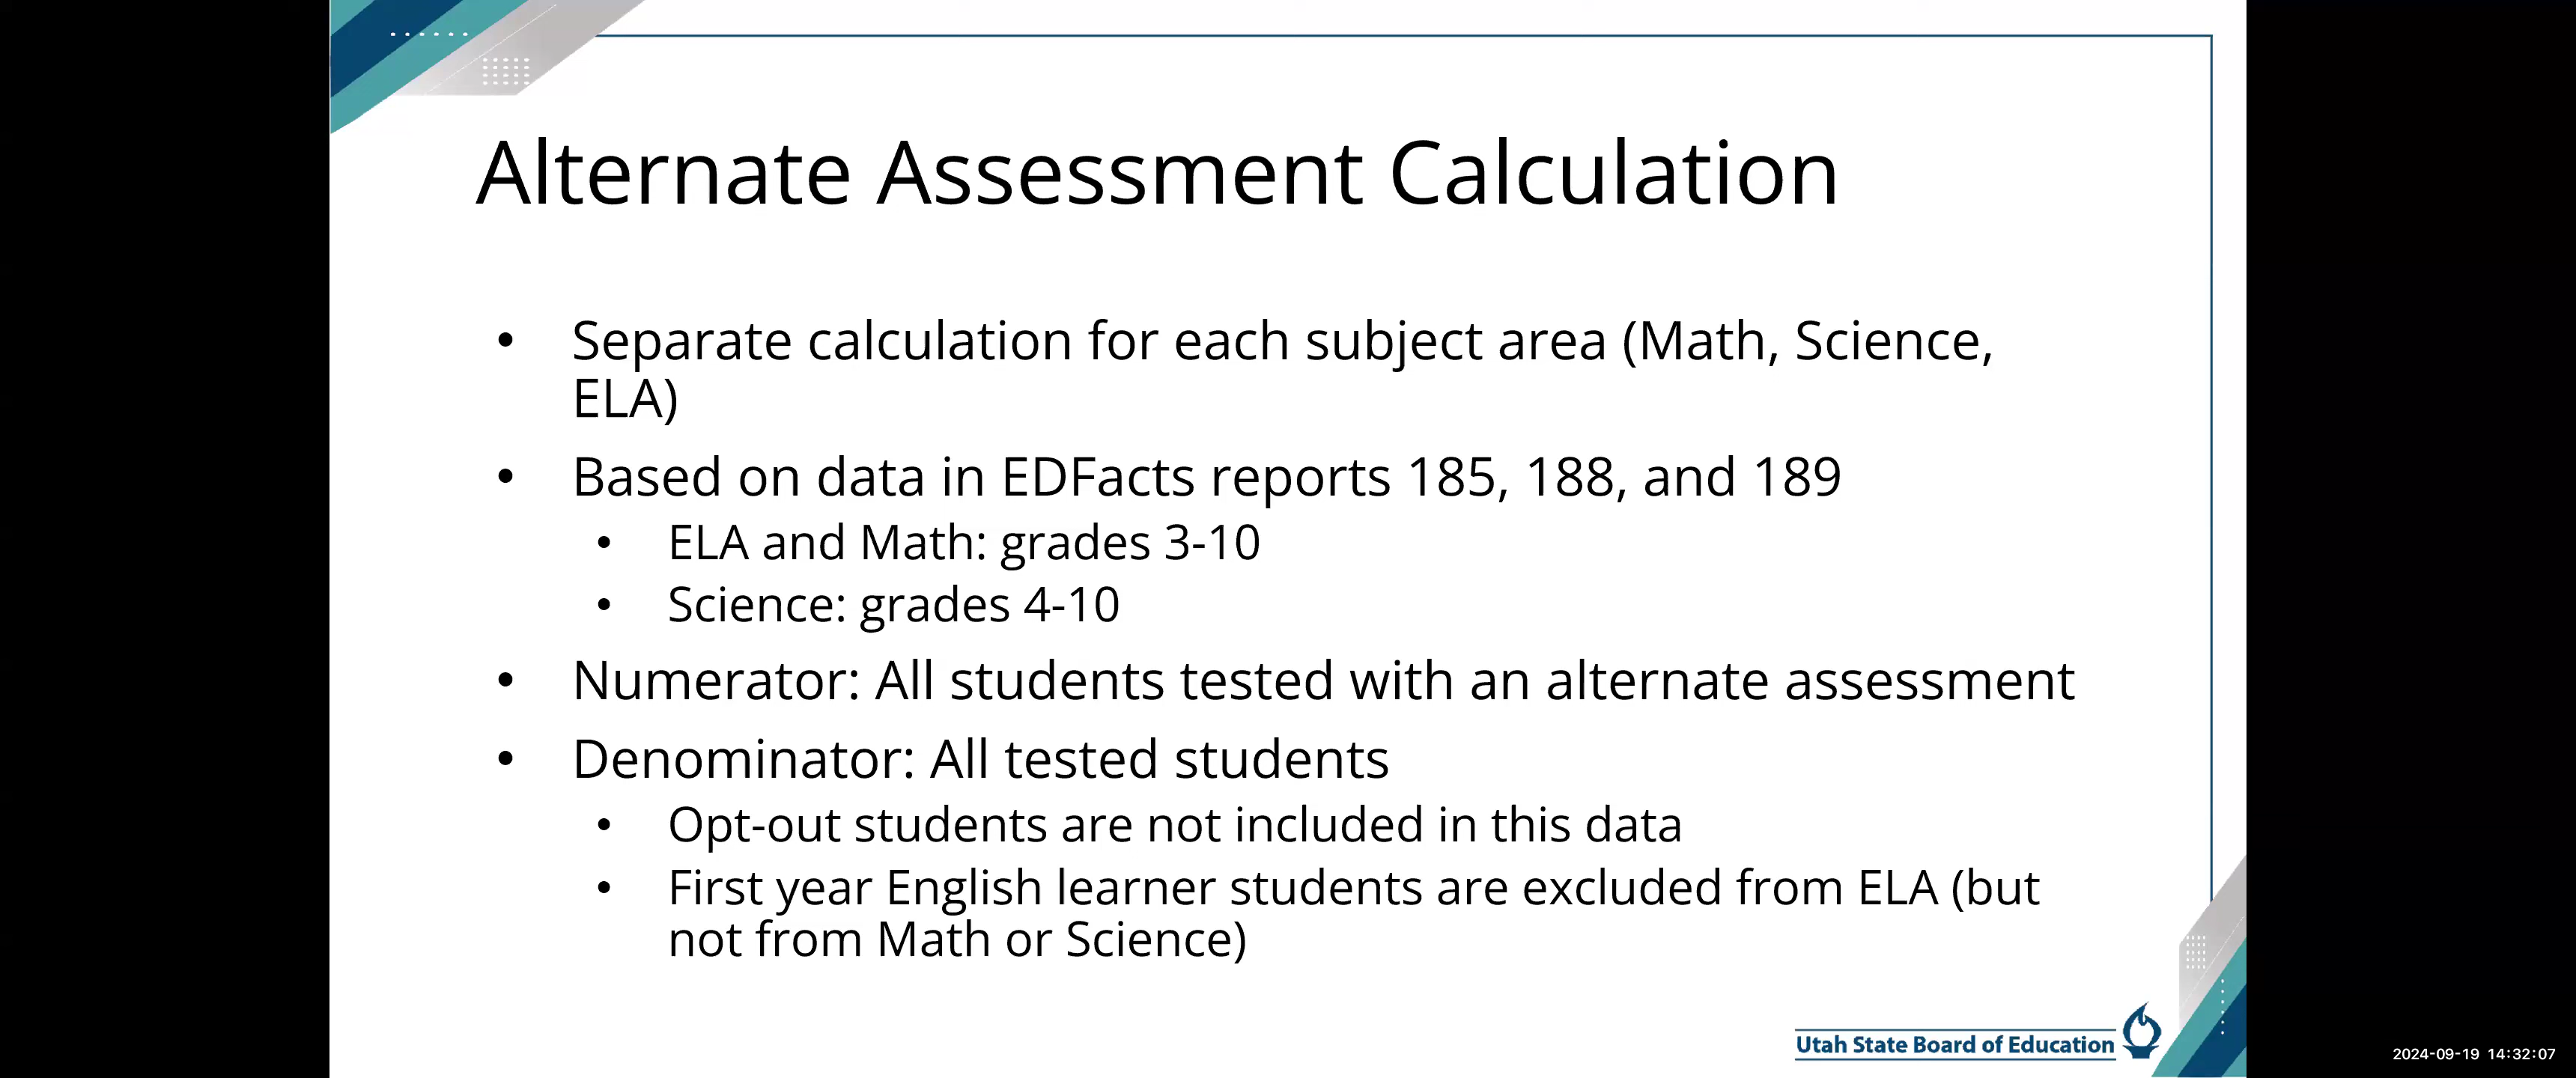 Alternate Assessment Calculation
• Separate calculation for each subject area (Math, Science,
ELA)
• Based on data in EDFacts reports 185, 188, and 189
• ELA and Math: grades 3-10
• Science: grades 4-10
• Numerator: All students tested with an alternate assessment
• Denominator: All tested students
• Opt-out students are not included in this data
• First year English learner students are excluded from ELA (but
not from Math or Science)
Utah State Board of Education
2024-09-19 14:32:07